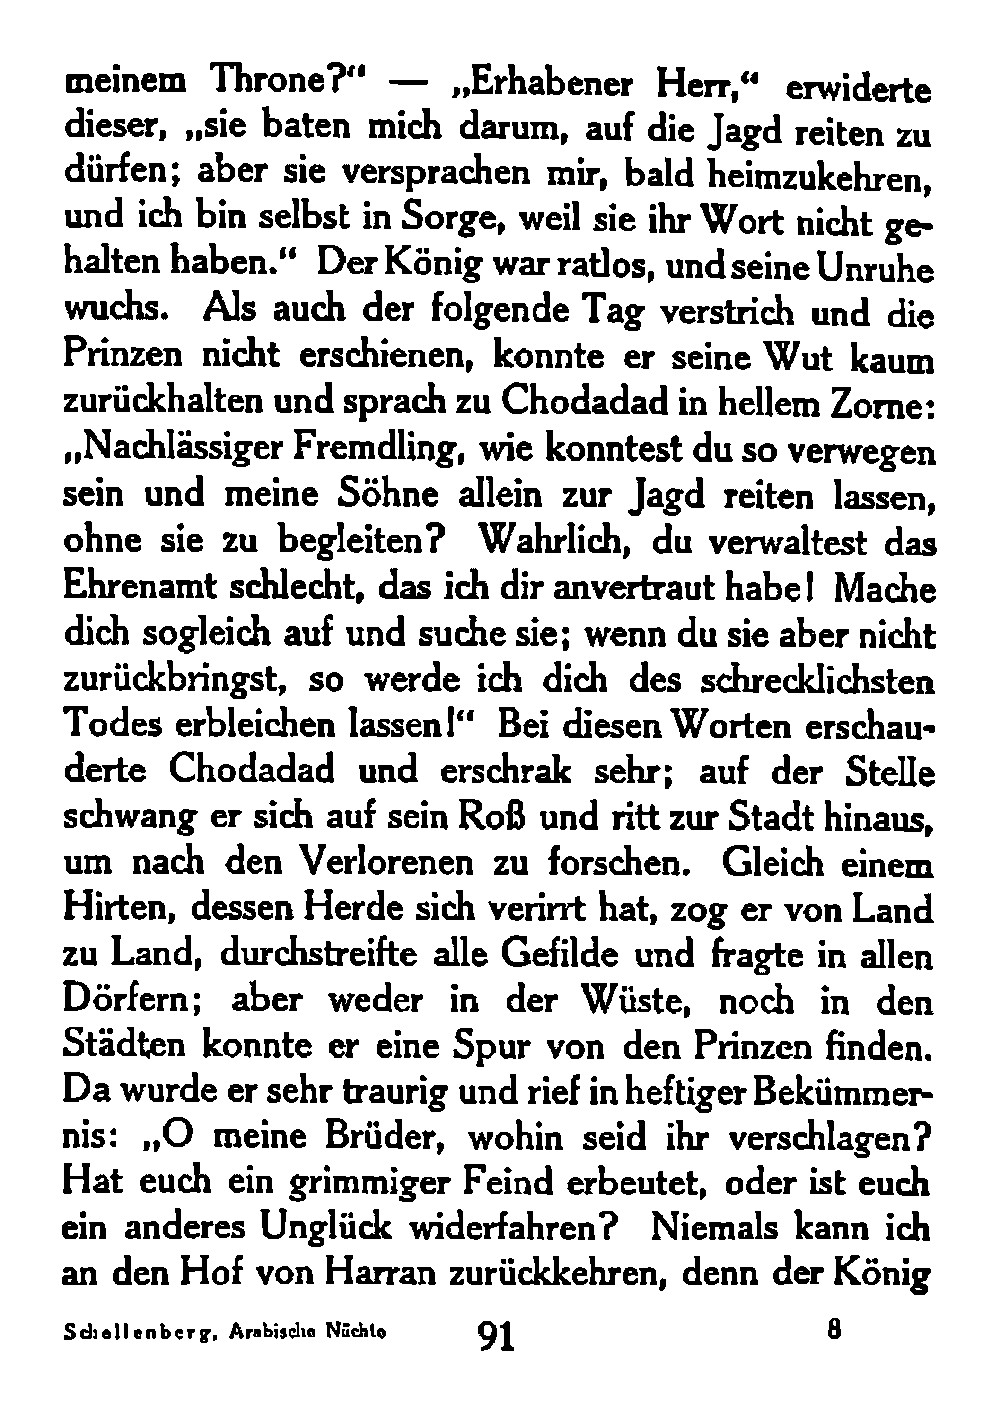 meinem Throne?“ — „Erhabener Herr,“ erwiderte
dieser, „sie baten mich darum, auf die Jagd reiten zu
dürfen; aber sie versprachen mir, bald heimzukehren,
und ich bin selbst in Sorge, weil sie ihr Wort nicht ge-
halten haben.“ Der König war ratlos, und seine Unruhe
wuchs. Als auch der folgende Tag verstrich und die
Prinzen nicht erschienen, konnte er seine Wut kaum
zurückhalten und sprach zu Chodadad in hellem Zorne:
„Nachlässiger Fremdling, wie konntest du so verwegen
sein und meine Söhne allein zur Jagd reiten lassen,
ohne sie zu begleiten? Wahrlich, du verwaltest das
Ehrenamt schlecht, das ich dir anvertraut habe! Mache
dich sogleich auf und suche sie; wenn du sie aber nicht
zurückbringst, so werde ich dich des schrecklichsten
Todes erbleichen lassen!“ Bei diesen Worten erschau-
derte Chodadad und erschrak sehr; auf der Stelle
schwang er sich auf sein Roß und ritt zur Stadt hinaus,
um nach den Verlorenen zu forschen. Gleich einem
Hirten, dessen Herde sich verirrt hat, zog er von Land
zu Land, durchstreifte alle Gefilde und fragte in allen
Dörfern; aber weder in der Wüste, noch in den
Städten konnte er eine Spur von den Prinzen finden.
Da wurde er sehr traurig und rief in heftiger Bekümmer-
nis: „O meine Brüder, wohin seid ihr verschlagen?
Hat euch ein grimmiger Feind erbeutet, oder ist euch
ein anderes Unglück widerfahren? Niemals kann ich
an den Hof von Harran zurückkehren, denn der König
Schellenberg, Arabische Nächte 91 8